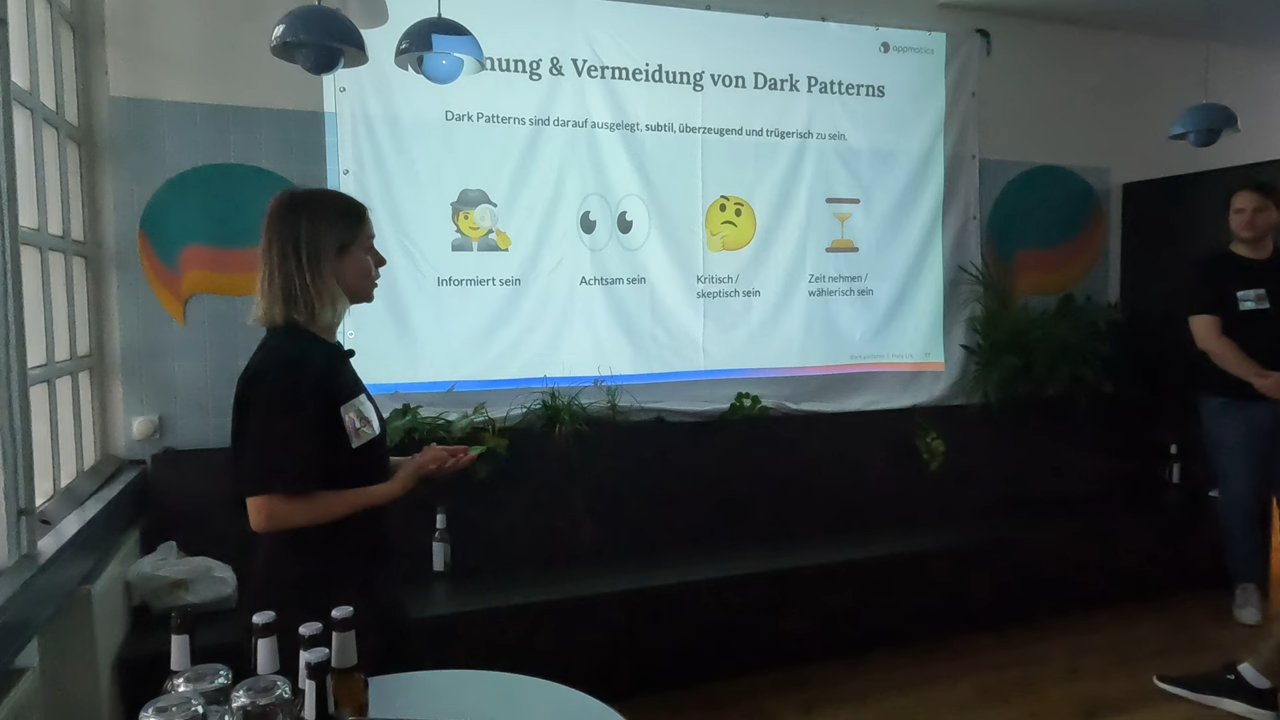 appmatics
nung & Vermeidung von Dark Patterns
Dark Patterns sind darauf ausgelegt, subtil, überzeugend und trügerisch zu sein.
Informiert sein
Achtsam sein
Kritisch /
skeptisch sein
Zeit nehmen /
wählerisch sein